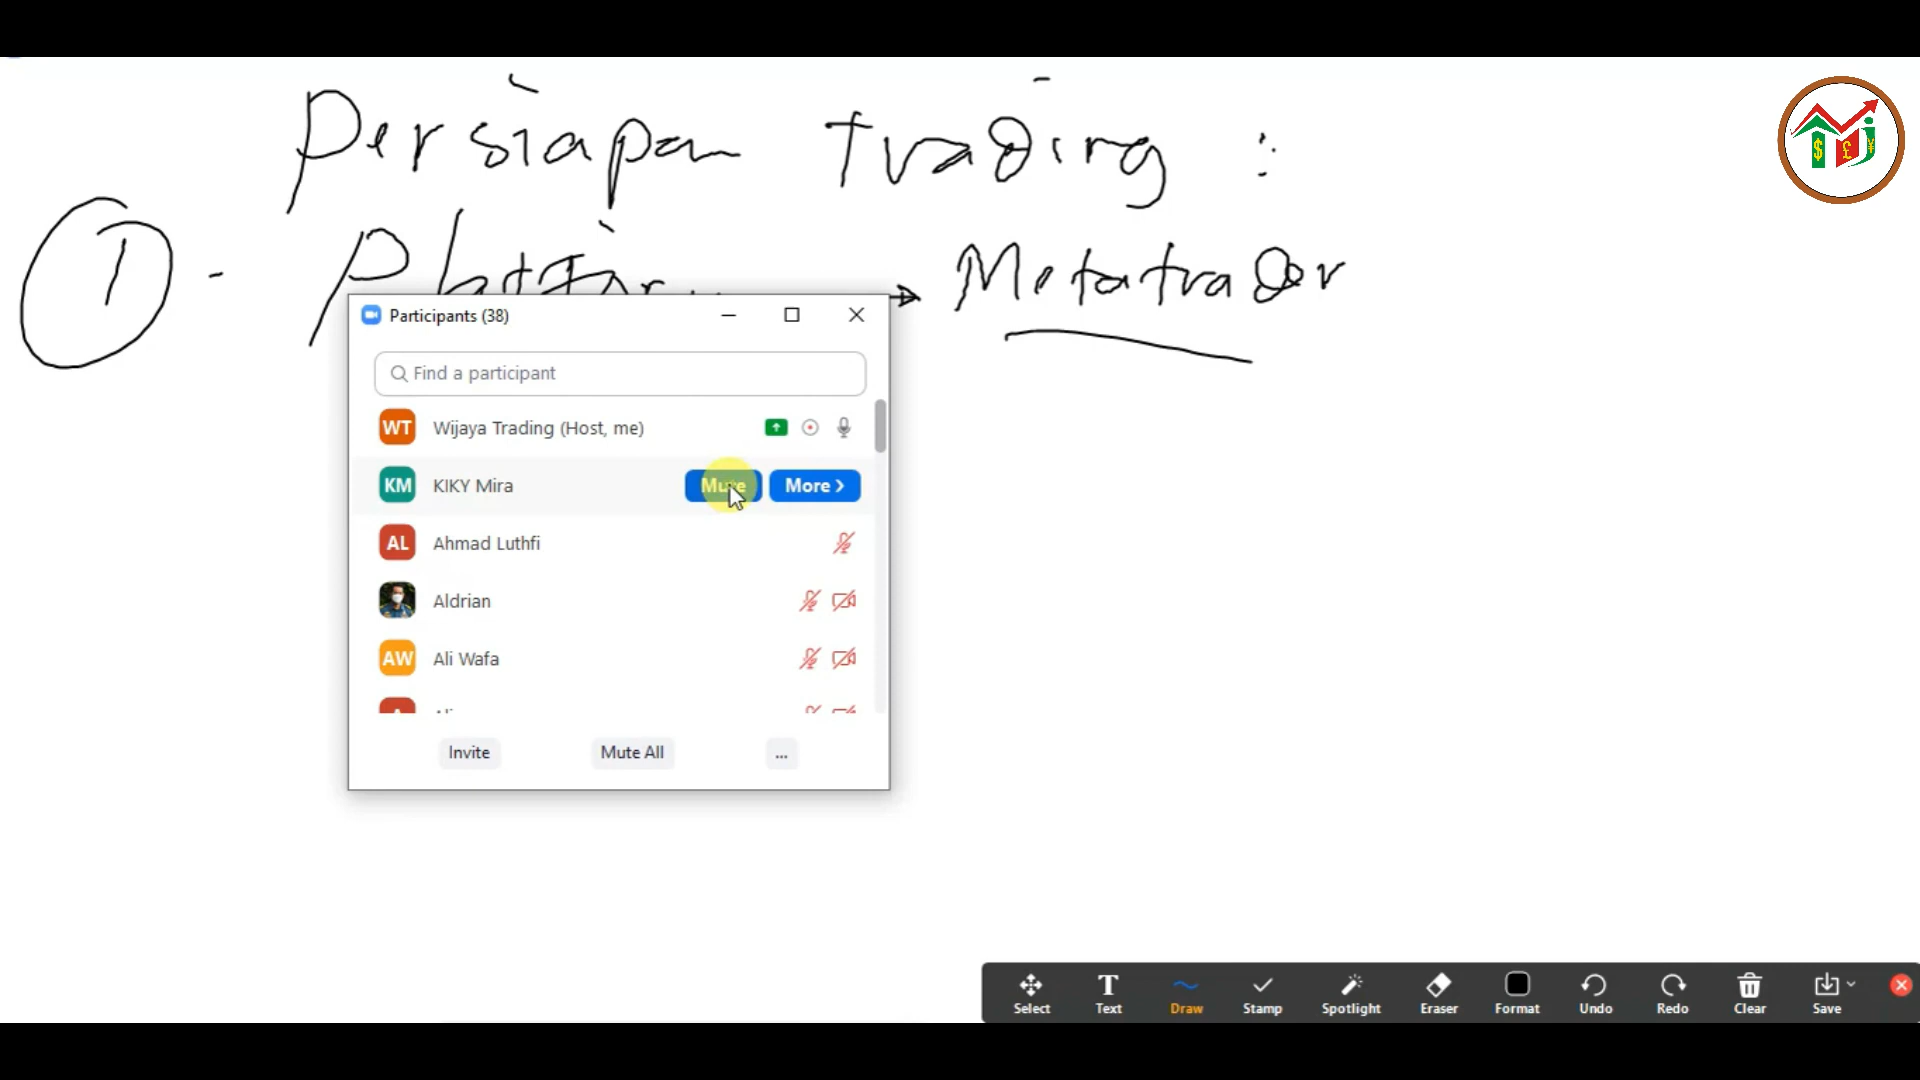 Persiapan trading :
1 - Platform → Metatrader
Participants (38)
Find a participant
WT Wijaya Trading (Host, me)
KM KIKY Mira Mute More >
AL Ahmad Luthfi
Aldrian
AW Ali Wafa
Invite Mute All ...
Select Text Draw Stamp Spotlight Eraser Format Undo Redo Clear Save